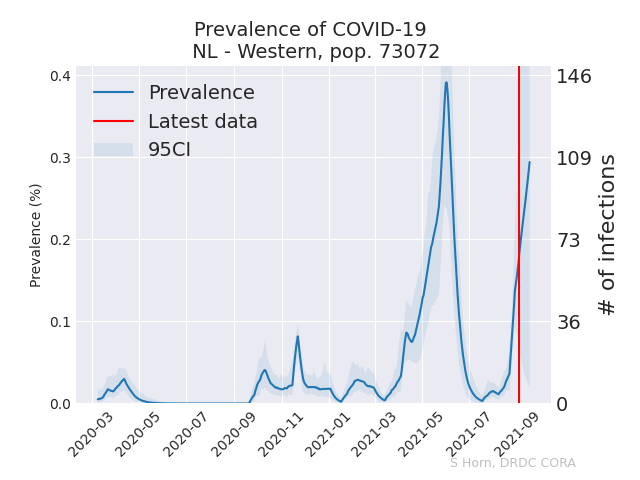 Prevalence of COVID-19
NL - Western, pop. 73072
Prevalence
Latest data
95CI
Prevalence (%)
0.4
0.3
0.2
0.1
0.0
146
109
73
36
0
# of infections
2020-03
2020-05
2020-07
2020-09
2020-11
2021-01
2021-03
2021-05
2021-07
2021-09
S Horn, DRDC CORA